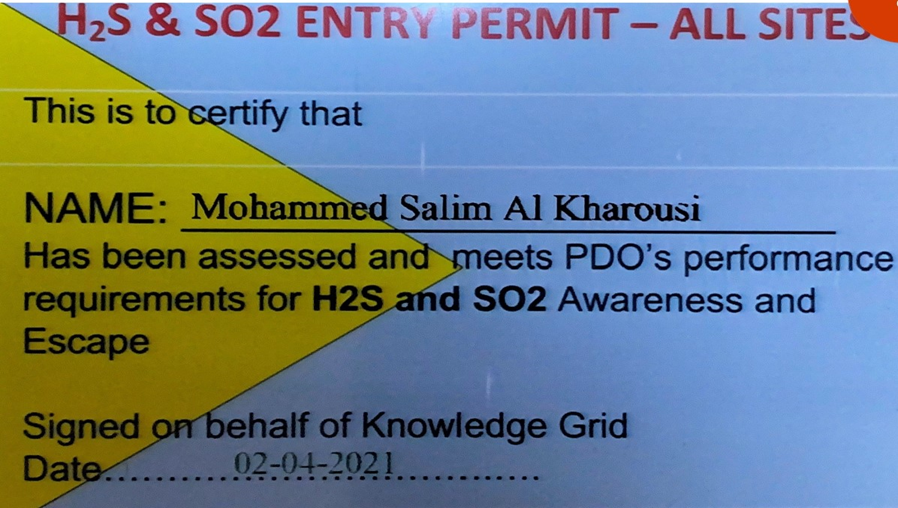 H₂S & SO2 ENTRY PERMIT – ALL SITES
This is to certify that
NAME: Mohammed Salim Al Kharousi
Has been assessed and meets PDO's performance
requirements for H2S and SO2 Awareness and
Escape
Signed on behalf of Knowledge Grid
Date.....02-04-2021.....